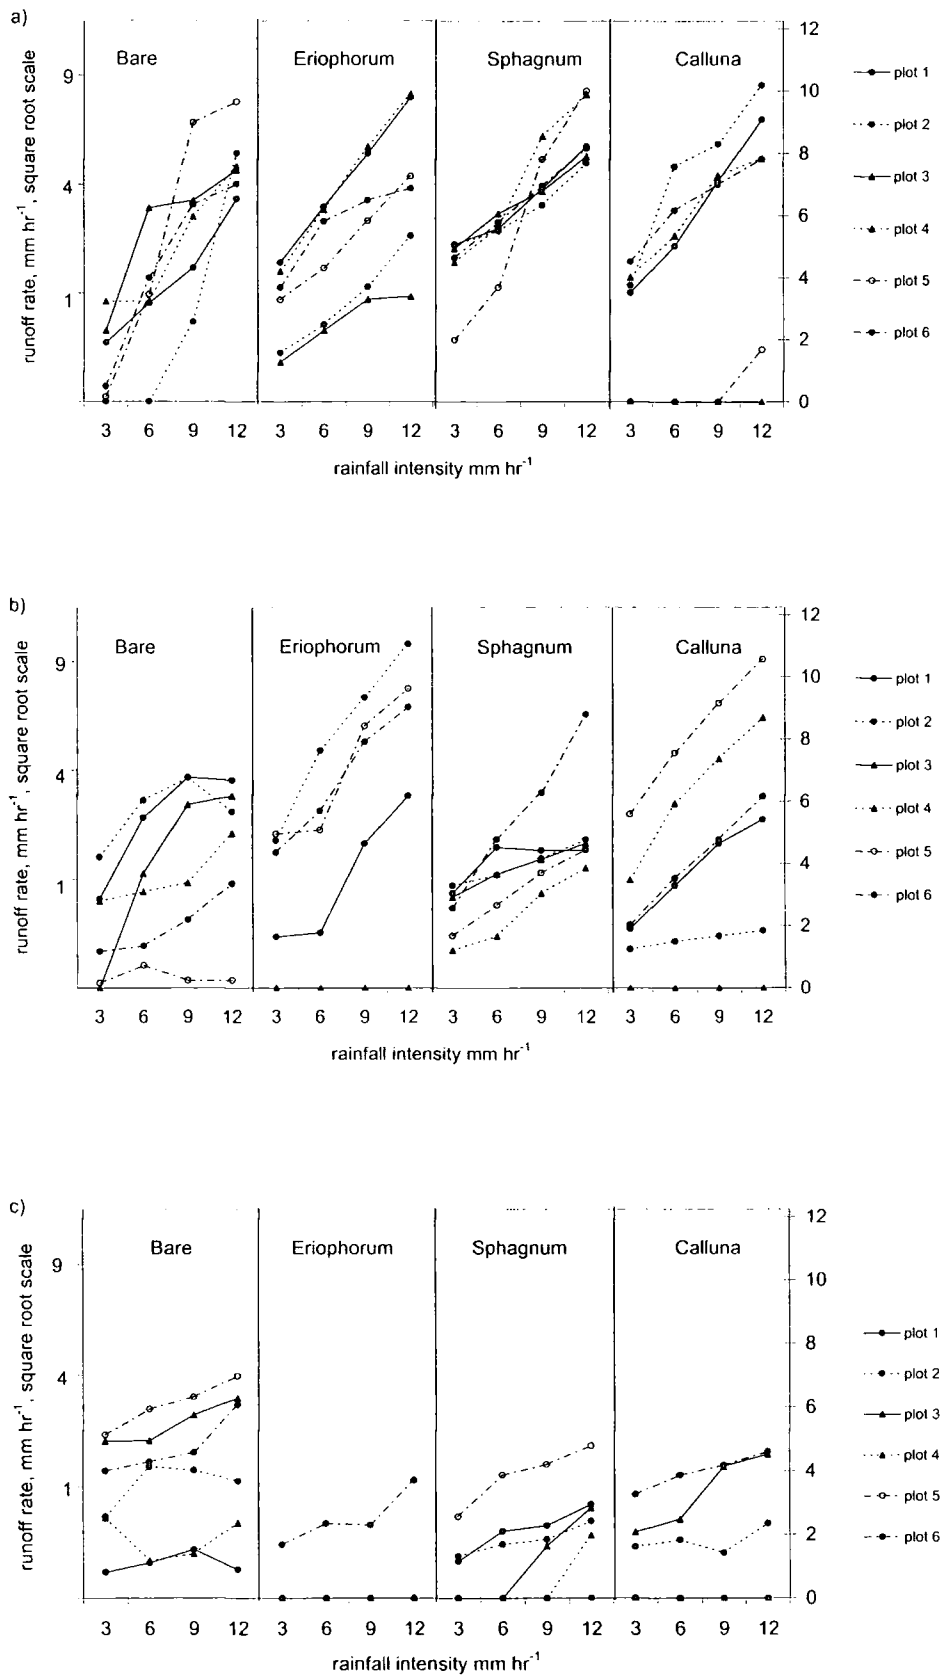 a)
Bare Eriophorum Sphagnum Calluna
runoff rate, mm hr-1, square root scale
9
4
1
12
10
8
6
4
2
0
3 6 9 12 3 6 9 12 3 6 9 12 3 6 9 12
rainfall intensity mm hr-1
plot 1
plot 2
plot 3
plot 4
plot 5
plot 6
b)
Bare Eriophorum Sphagnum Calluna
runoff rate, mm hr-1, square root scale
9
4
1
12
10
8
6
4
2
0
3 6 9 12 3 6 9 12 3 6 9 12 3 6 9 12
rainfall intensity mm hr-1
plot 1
plot 2
plot 3
plot 4
plot 5
plot 6
c)
Bare Eriophorum Sphagnum Calluna
runoff rate, mm hr-1, square root scale
9
4
1
12
10
8
6
4
2
0
3 6 9 12 3 6 9 12 3 6 9 12 3 6 9 12
rainfall intensity mm hr-1
plot 1
plot 2
plot 3
plot 4
plot 5
plot 6